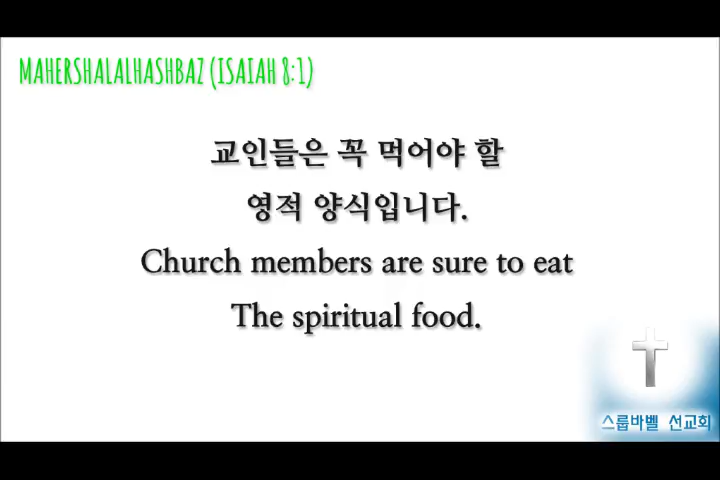 MAHERSHALALHASHBAZ (ISAIAH 8:1)
교인들은 꼭 먹어야 할
영적 양식입니다.
Church members are sure to eat
The spiritual food.
스룹바벨 선교회